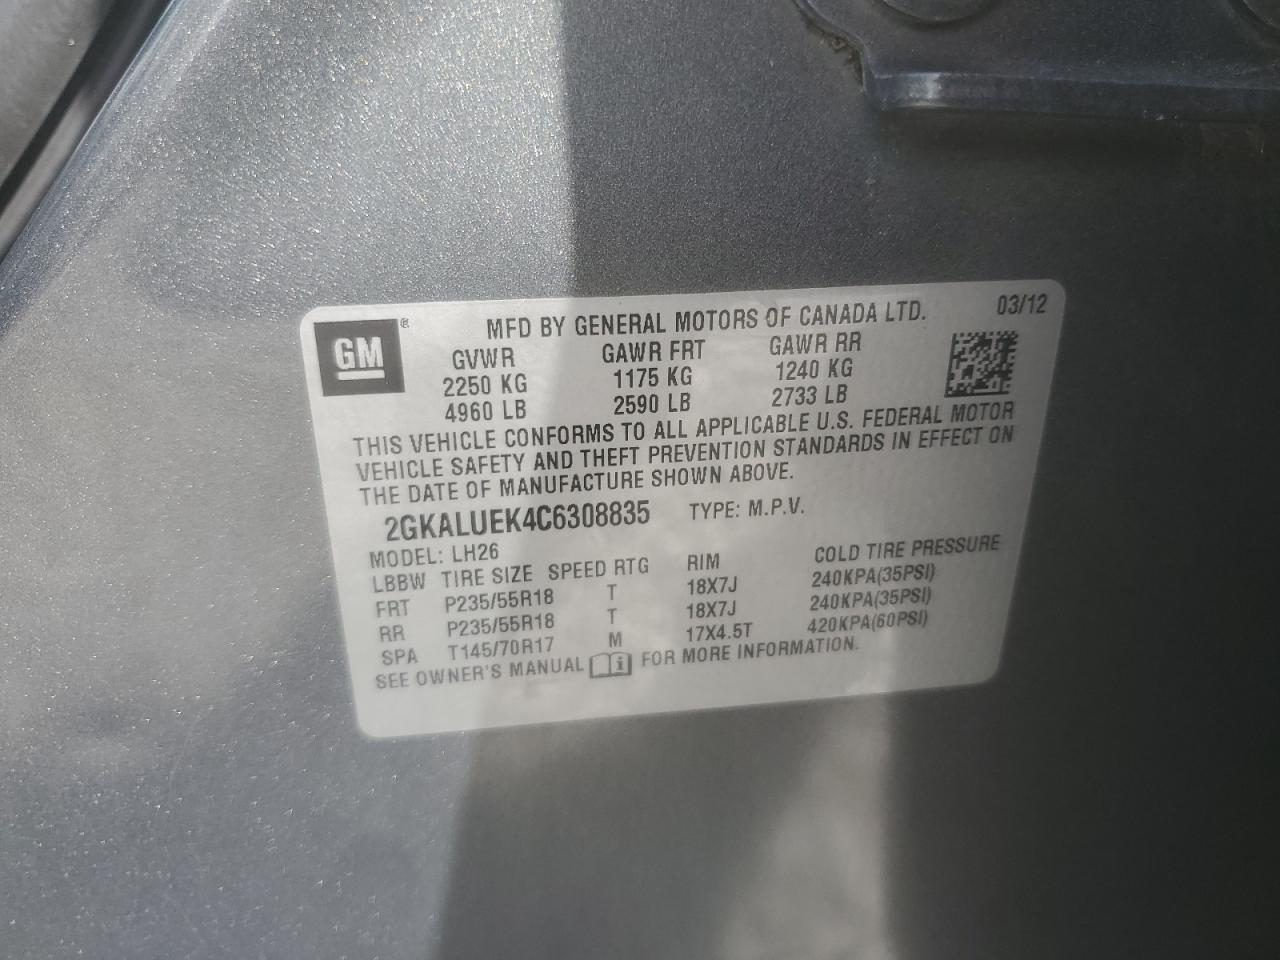 GM ®
MFD BY GENERAL MOTORS OF CANADA LTD. 03/12
GVWR GAWR FRT GAWR RR
2250 KG 1175 KG 1240 KG
4960 LB 2590 LB 2733 LB
THIS VEHICLE CONFORMS TO ALL APPLICABLE U.S. FEDERAL MOTOR
VEHICLE SAFETY AND THEFT PREVENTION STANDARDS IN EFFECT ON
THE DATE OF MANUFACTURE SHOWN ABOVE.
2GKALUEK4C6308835 TYPE: M.P.V.
MODEL: LH26
LBBW TIRE SIZE SPEED RTG RIM COLD TIRE PRESSURE
FRT P235/55R18 T 18X7J 240KPA(35PSI)
RR P235/55R18 T 18X7J 240KPA(35PSI)
SPA T145/70R17 M 17X4.5T 420KPA(60PSI)
SEE OWNER'S MANUAL i FOR MORE INFORMATION.